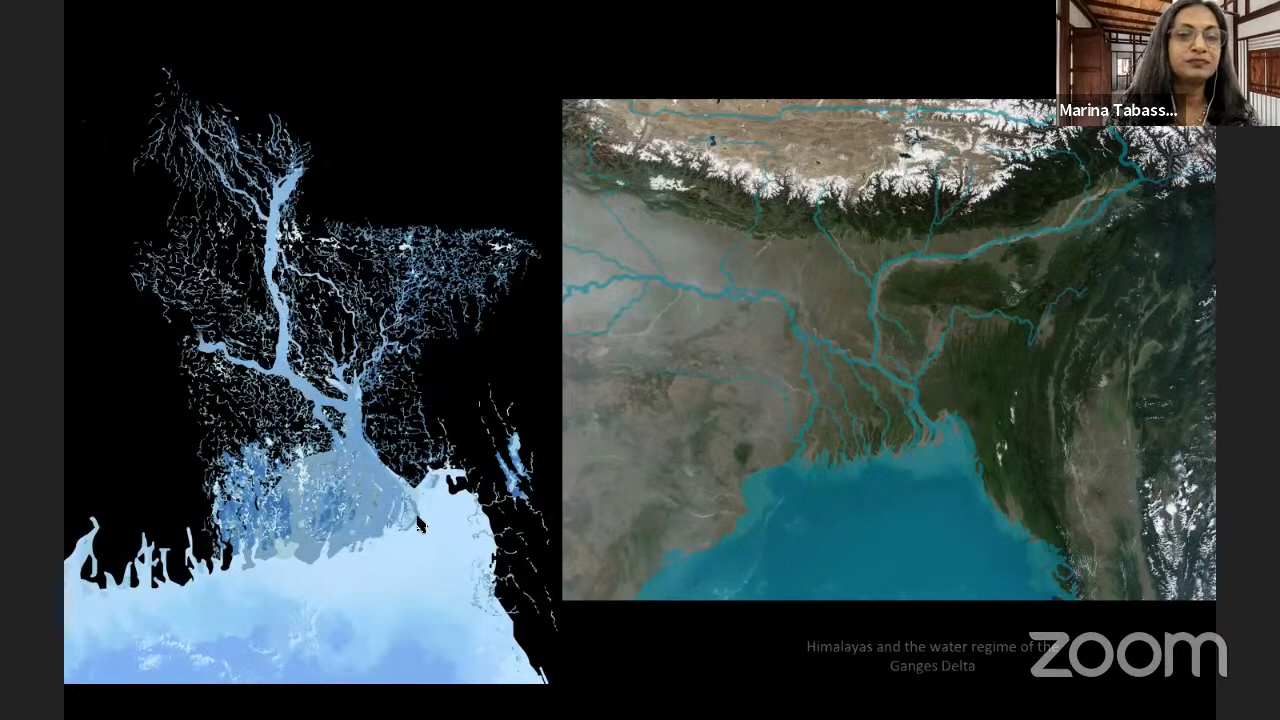 Marina Tabass...
Himalayas and the water regime of the
Ganges Delta
zoom